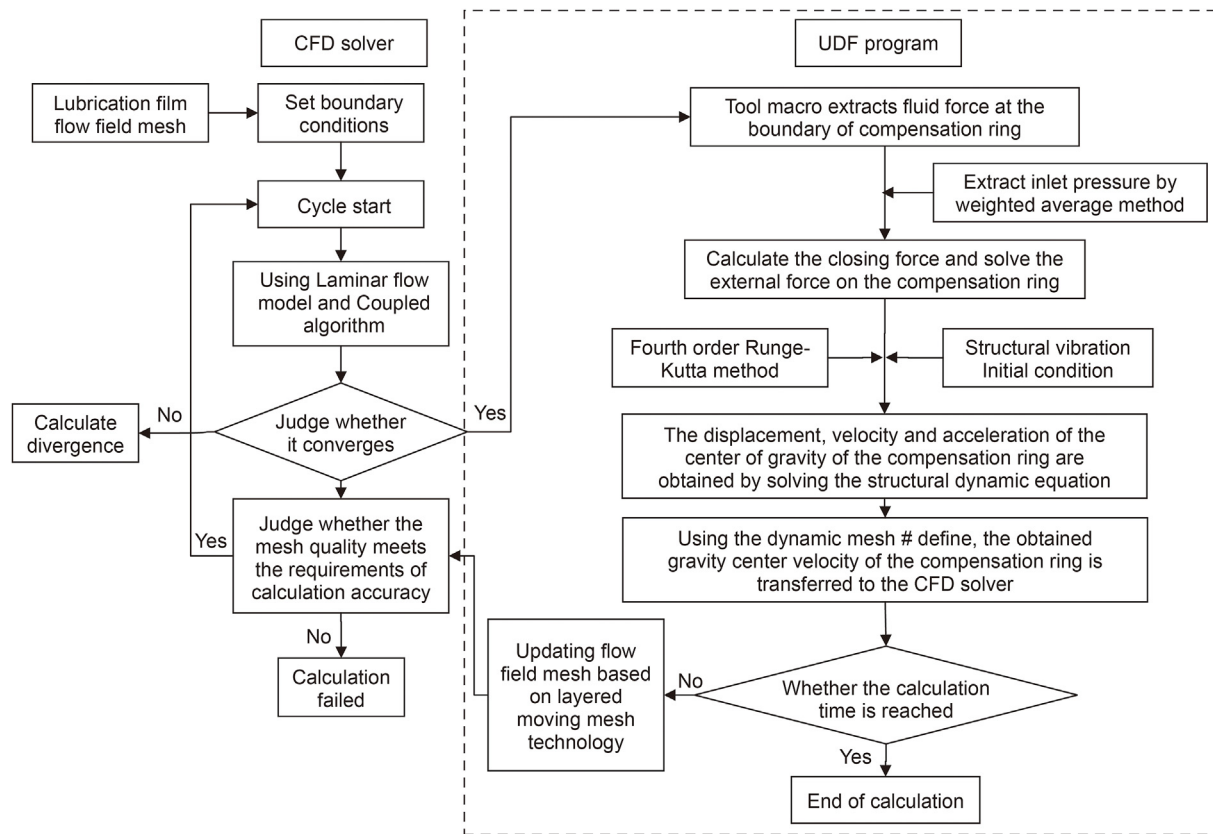 CFD solver
Lubrication film
flow field mesh
Set boundary
conditions
Cycle start
Using Laminar flow
model and Coupled
algorithm
Judge whether
it converges
No
Calculate
divergence
Yes
Judge whether the
mesh quality meets
the requirements of
calculation accuracy
Yes
No
Calculation
failed
UDF program
Tool macro extracts fluid force at the
boundary of compensation ring
Extract inlet pressure by
weighted average method
Calculate the closing force and solve the
external force on the compensation ring
Fourth order Runge-
Kutta method
Structural vibration
Initial condition
The displacement, velocity and acceleration of the
center of gravity of the compensation ring are
obtained by solving the structural dynamic equation
Using the dynamic mesh # define, the obtained
gravity center velocity of the compensation ring is
transferred to the CFD solver
Whether the calculation
time is reached
No
Updating flow
field mesh based
on layered
moving mesh
technology
Yes
End of calculation